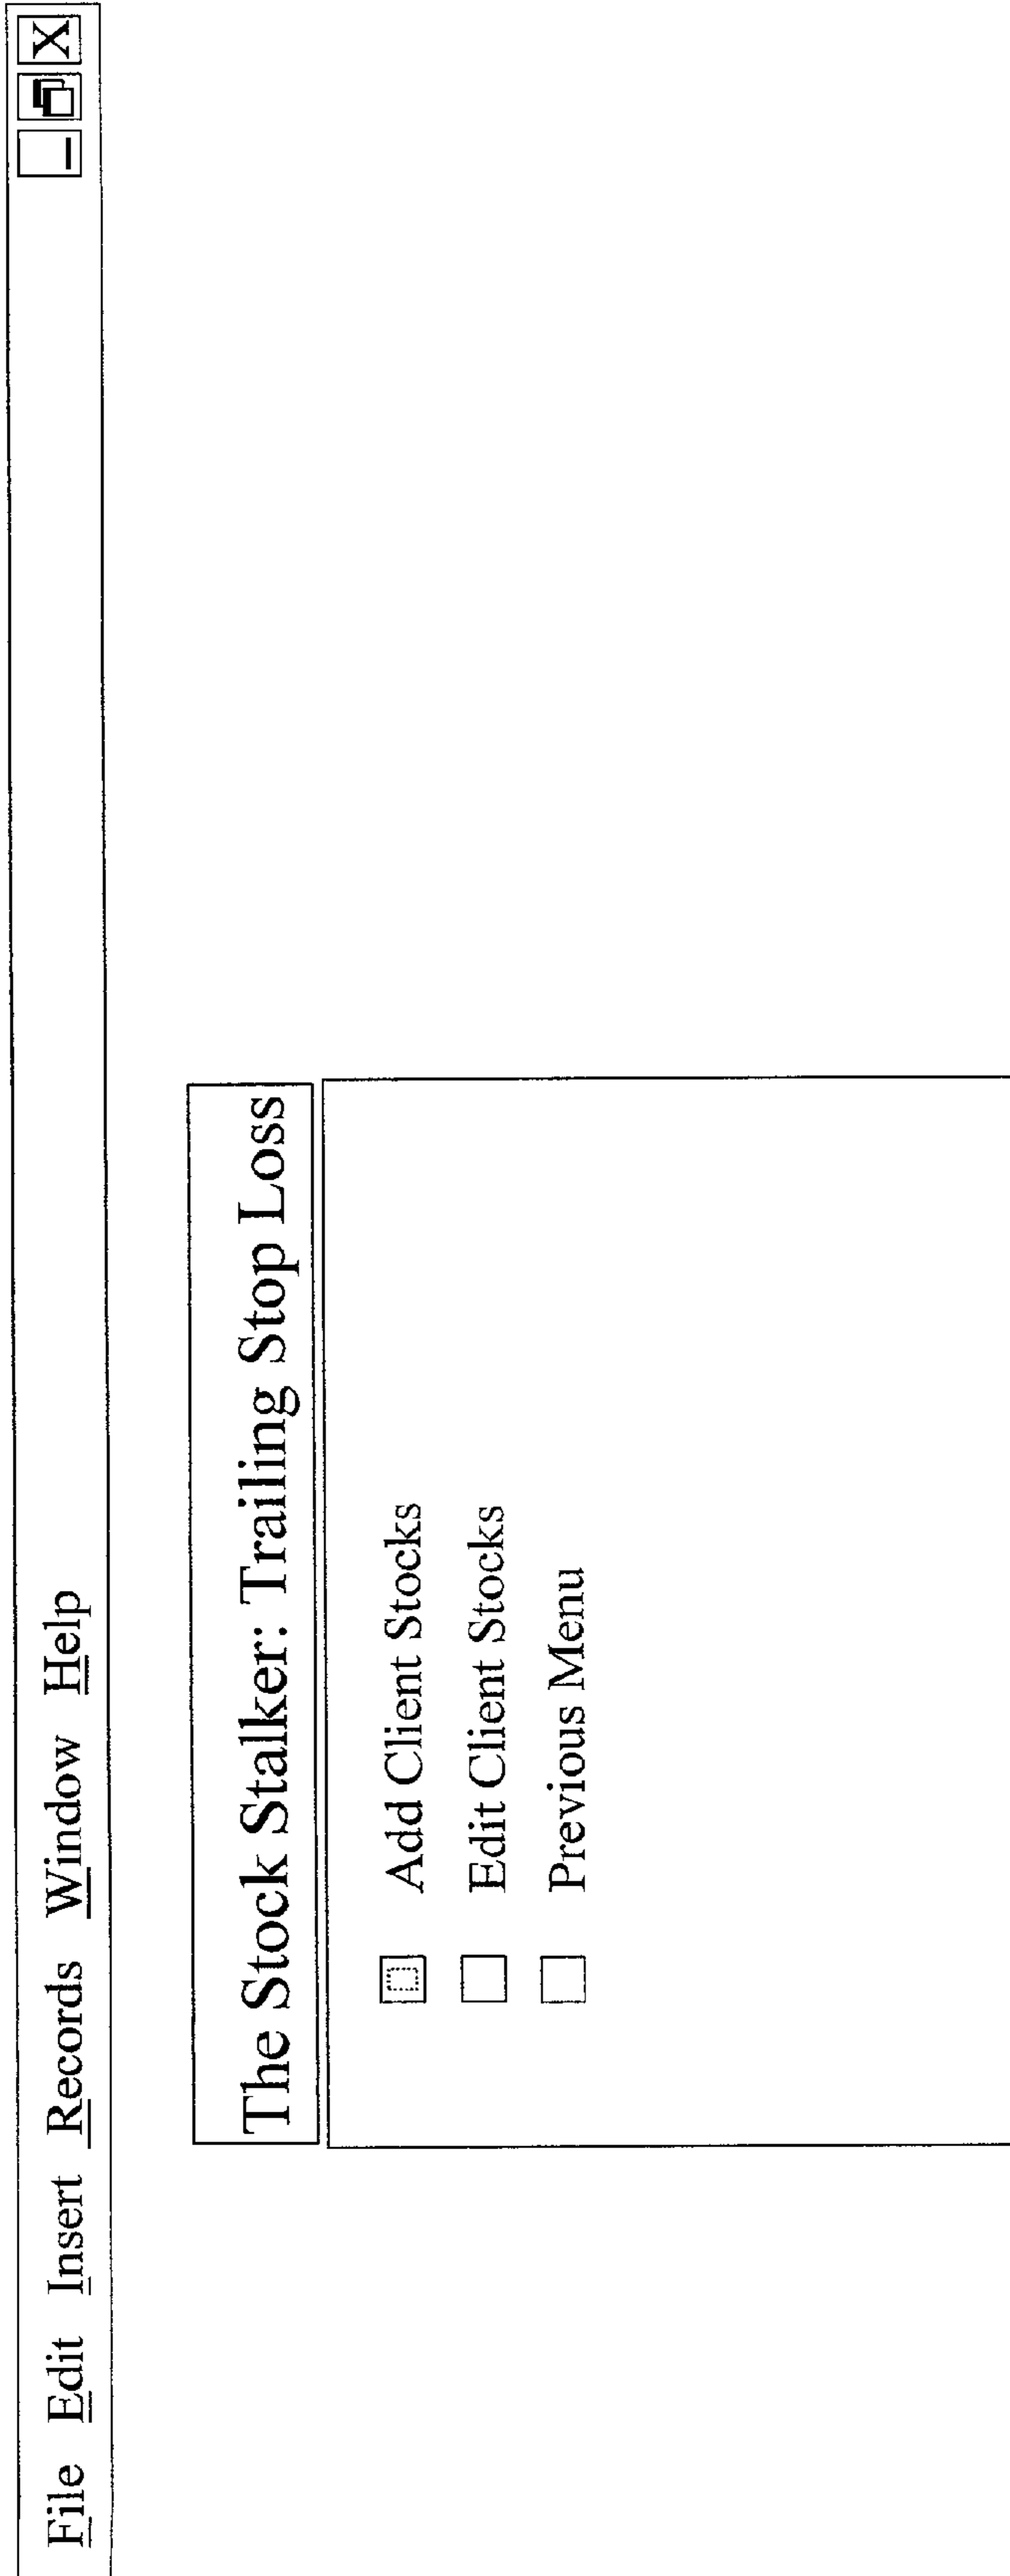 File Edit Insert Records Window Help
X
The Stock Stalker: Trailing Stop Loss
Add Client Stocks
Edit Client Stocks
Previous Menu